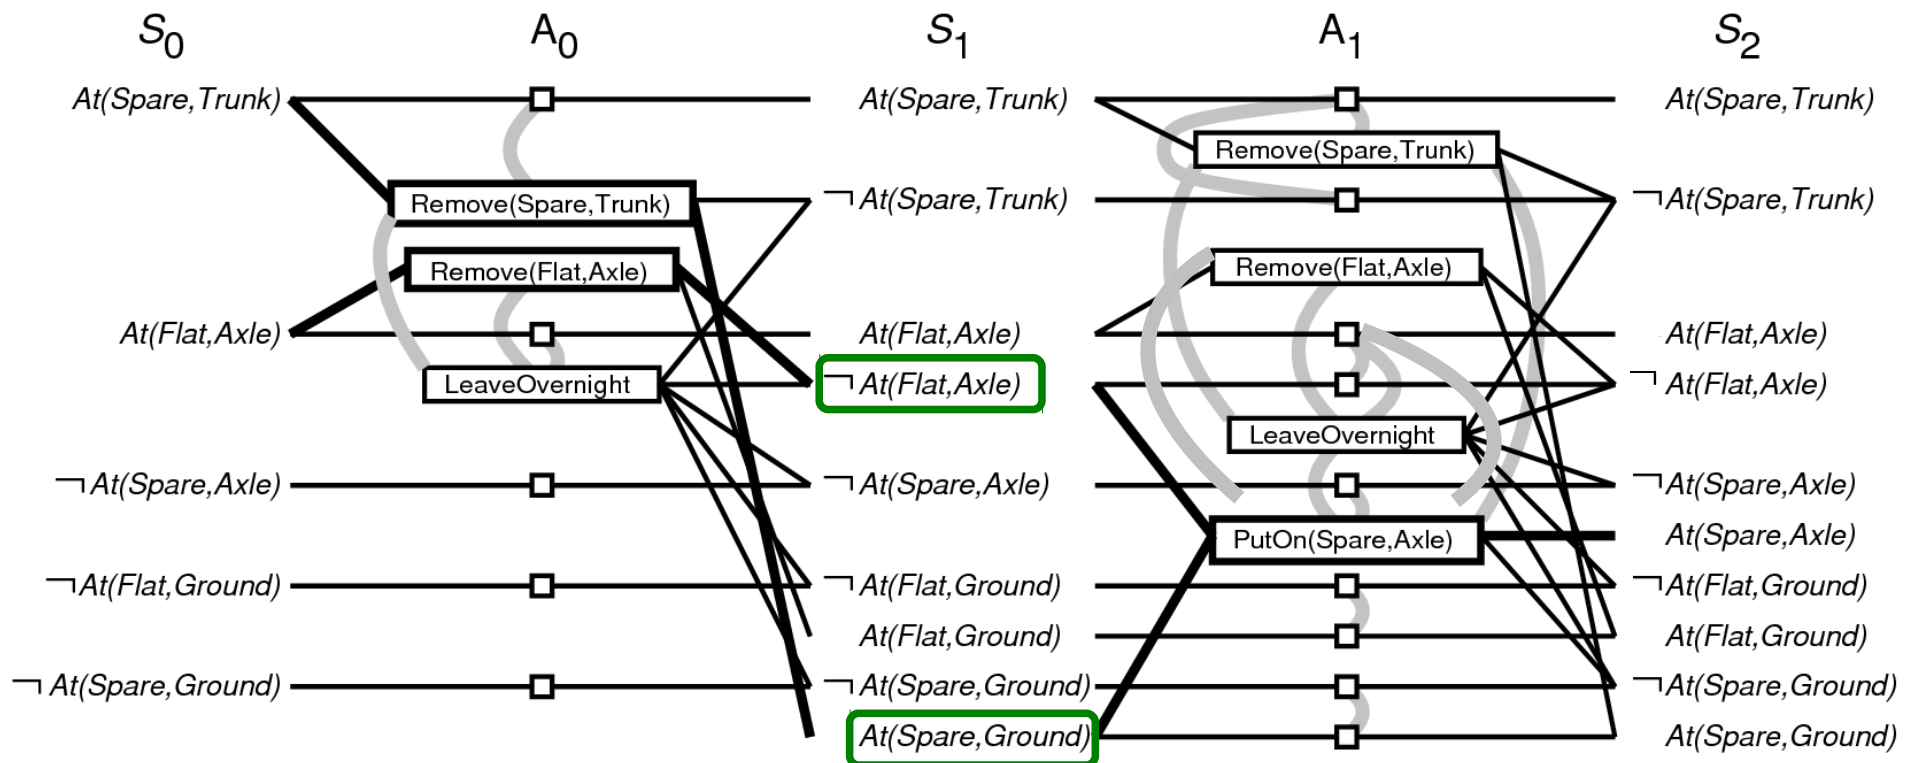 S0 A0 S1 A1 S2
At(Spare,Trunk) At(Spare,Trunk) At(Spare,Trunk)
Remove(Spare,Trunk)
Remove(Spare,Trunk) ¬At(Spare,Trunk) ¬At(Spare,Trunk)
Remove(Flat,Axle) Remove(Flat,Axle)
At(Flat,Axle) At(Flat,Axle) At(Flat,Axle)
LeaveOvernight ¬At(Flat,Axle) ¬At(Flat,Axle)
LeaveOvernight
¬At(Spare,Axle) ¬At(Spare,Axle) ¬At(Spare,Axle)
PutOn(Spare,Axle) At(Spare,Axle)
¬At(Flat,Ground) ¬At(Flat,Ground) ¬At(Flat,Ground)
At(Flat,Ground) At(Flat,Ground)
¬At(Spare,Ground) ¬At(Spare,Ground) ¬At(Spare,Ground)
At(Spare,Ground) At(Spare,Ground)